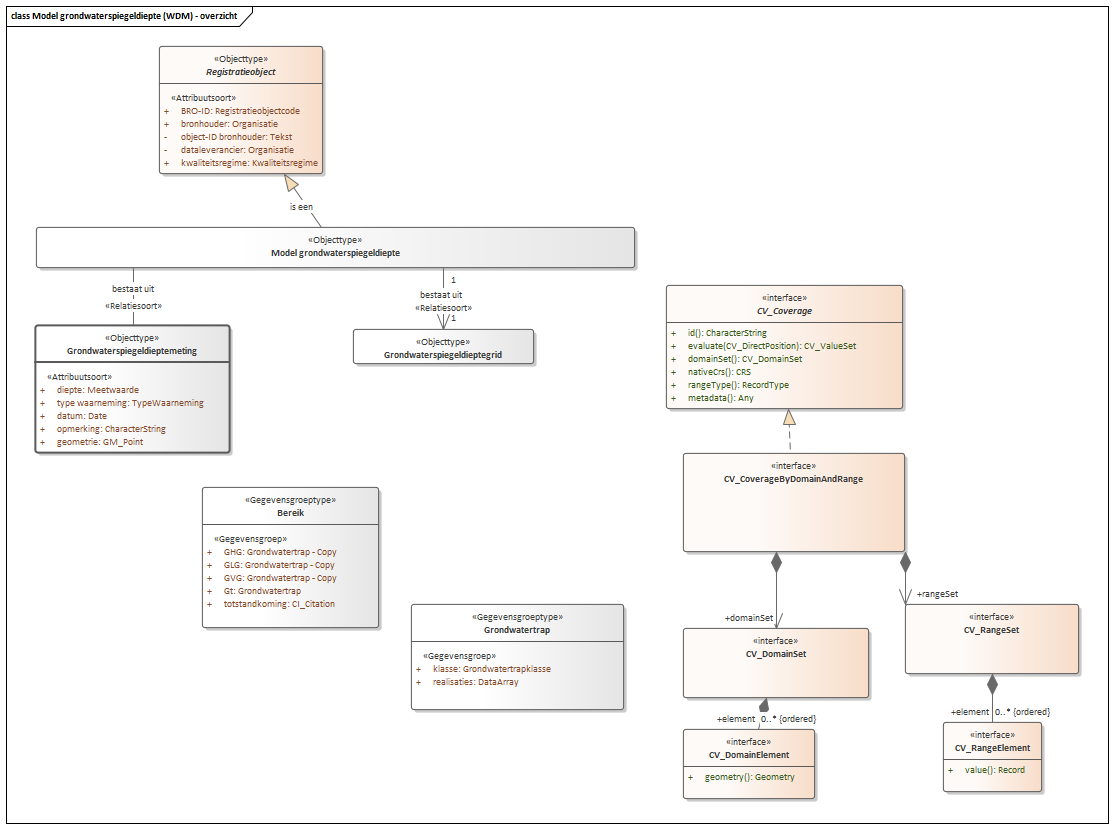 class Model grondwaterspiegeldiepte (WDM) - overzicht
«Objecttype»
Registratieobject
«Attribuutsoort»
+ BRO-ID: Registratieobjectcode
+ bronhouder: Organisatie
- object-ID bronhouder: Tekst
- dataleverancier: Organisatie
+ kwaliteitsregime: Kwaliteitsregime
is een
«Objecttype»
Model grondwaterspiegeldiepte
bestaat uit
«Relatiesoort»
1
bestaat uit
«Relatiesoort»
1
«Objecttype»
Grondwaterspiegeldieptemeting
«Attribuutsoort»
+ diepte: Meetwaarde
+ type waarneming: TypeWaarneming
+ datum: Date
+ opmerking: CharacterString
+ geometrie: GM_Point
«Objecttype»
Grondwaterspiegeldieptegrid
«interface»
CV_Coverage
+ id(): CharacterString
+ evaluate(CV_DirectPosition): CV_ValueSet
+ domainSet(): CV_DomainSet
+ nativeCrs(): CRS
+ rangeType(): RecordType
+ metadata(): Any
«interface»
CV_CoverageByDomainAndRange
«Gegevensgroeptype»
Bereik
«Gegevensgroep»
+ GHG: Grondwatertrap - Copy
+ GLG: Grondwatertrap - Copy
+ GVG: Grondwatertrap - Copy
+ Gt: Grondwatertrap
+ totstandkoming: CI_Citation
«Gegevensgroeptype»
Grondwatertrap
«Gegevensgroep»
+ klasse: Grondwatertrapklasse
+ realisaties: DataArray
+domainSet
+rangeSet
«interface»
CV_DomainSet
«interface»
CV_RangeSet
+element 0..* {ordered}
+element 0..* {ordered}
«interface»
CV_DomainElement
+ geometry(): Geometry
«interface»
CV_RangeElement
+ value(): Record